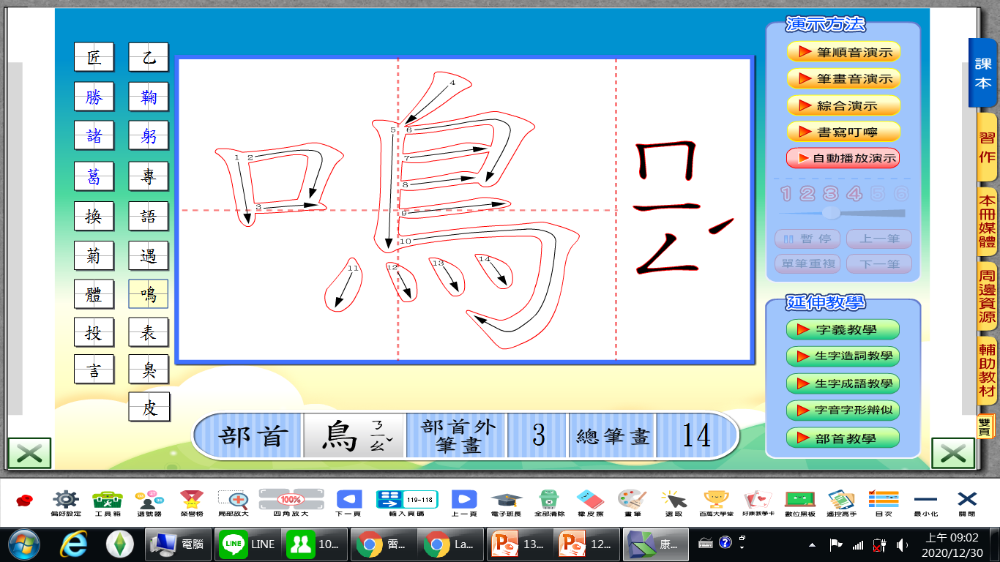 乙
鞠
躬
專
語
遇
鳴
表
臭
皮
匠
勝
諸
葛
換
菊
體
投
言
1
2
3
4
5
6
7
8
9
10
11
12
13
14
ㄇㄧㄥˊ
部首
鳥
ㄋㄧㄠˇ
部首外筆畫
3
總筆畫
14
演示方法
筆順音演示
筆畫音演示
綜合演示
書寫叮嚀
自動播放演示
1 2 3 4 5 6
暫停
上一筆
單筆重複
下一筆
延伸教學
字義教學
生字造詞教學
生字成語教學
字音字形辨似
部首教學
課本
習作
本冊媒體
周邊資源
輔助教材
雙頁
100%
119-118
偏好設定
工具箱
選號器
榮譽榜
局部放大
四角放大
下一頁
輸入頁碼
上一頁
電子班長
全部清除
橡皮擦
畫筆
選取
百萬大學堂
好康教學卡
數位黑板
遙控高手
目次
最小化
關閉
電腦
LINE
LINE
10...
雷...
La...
13...
12...
康...
上午 09:02
2020/12/30